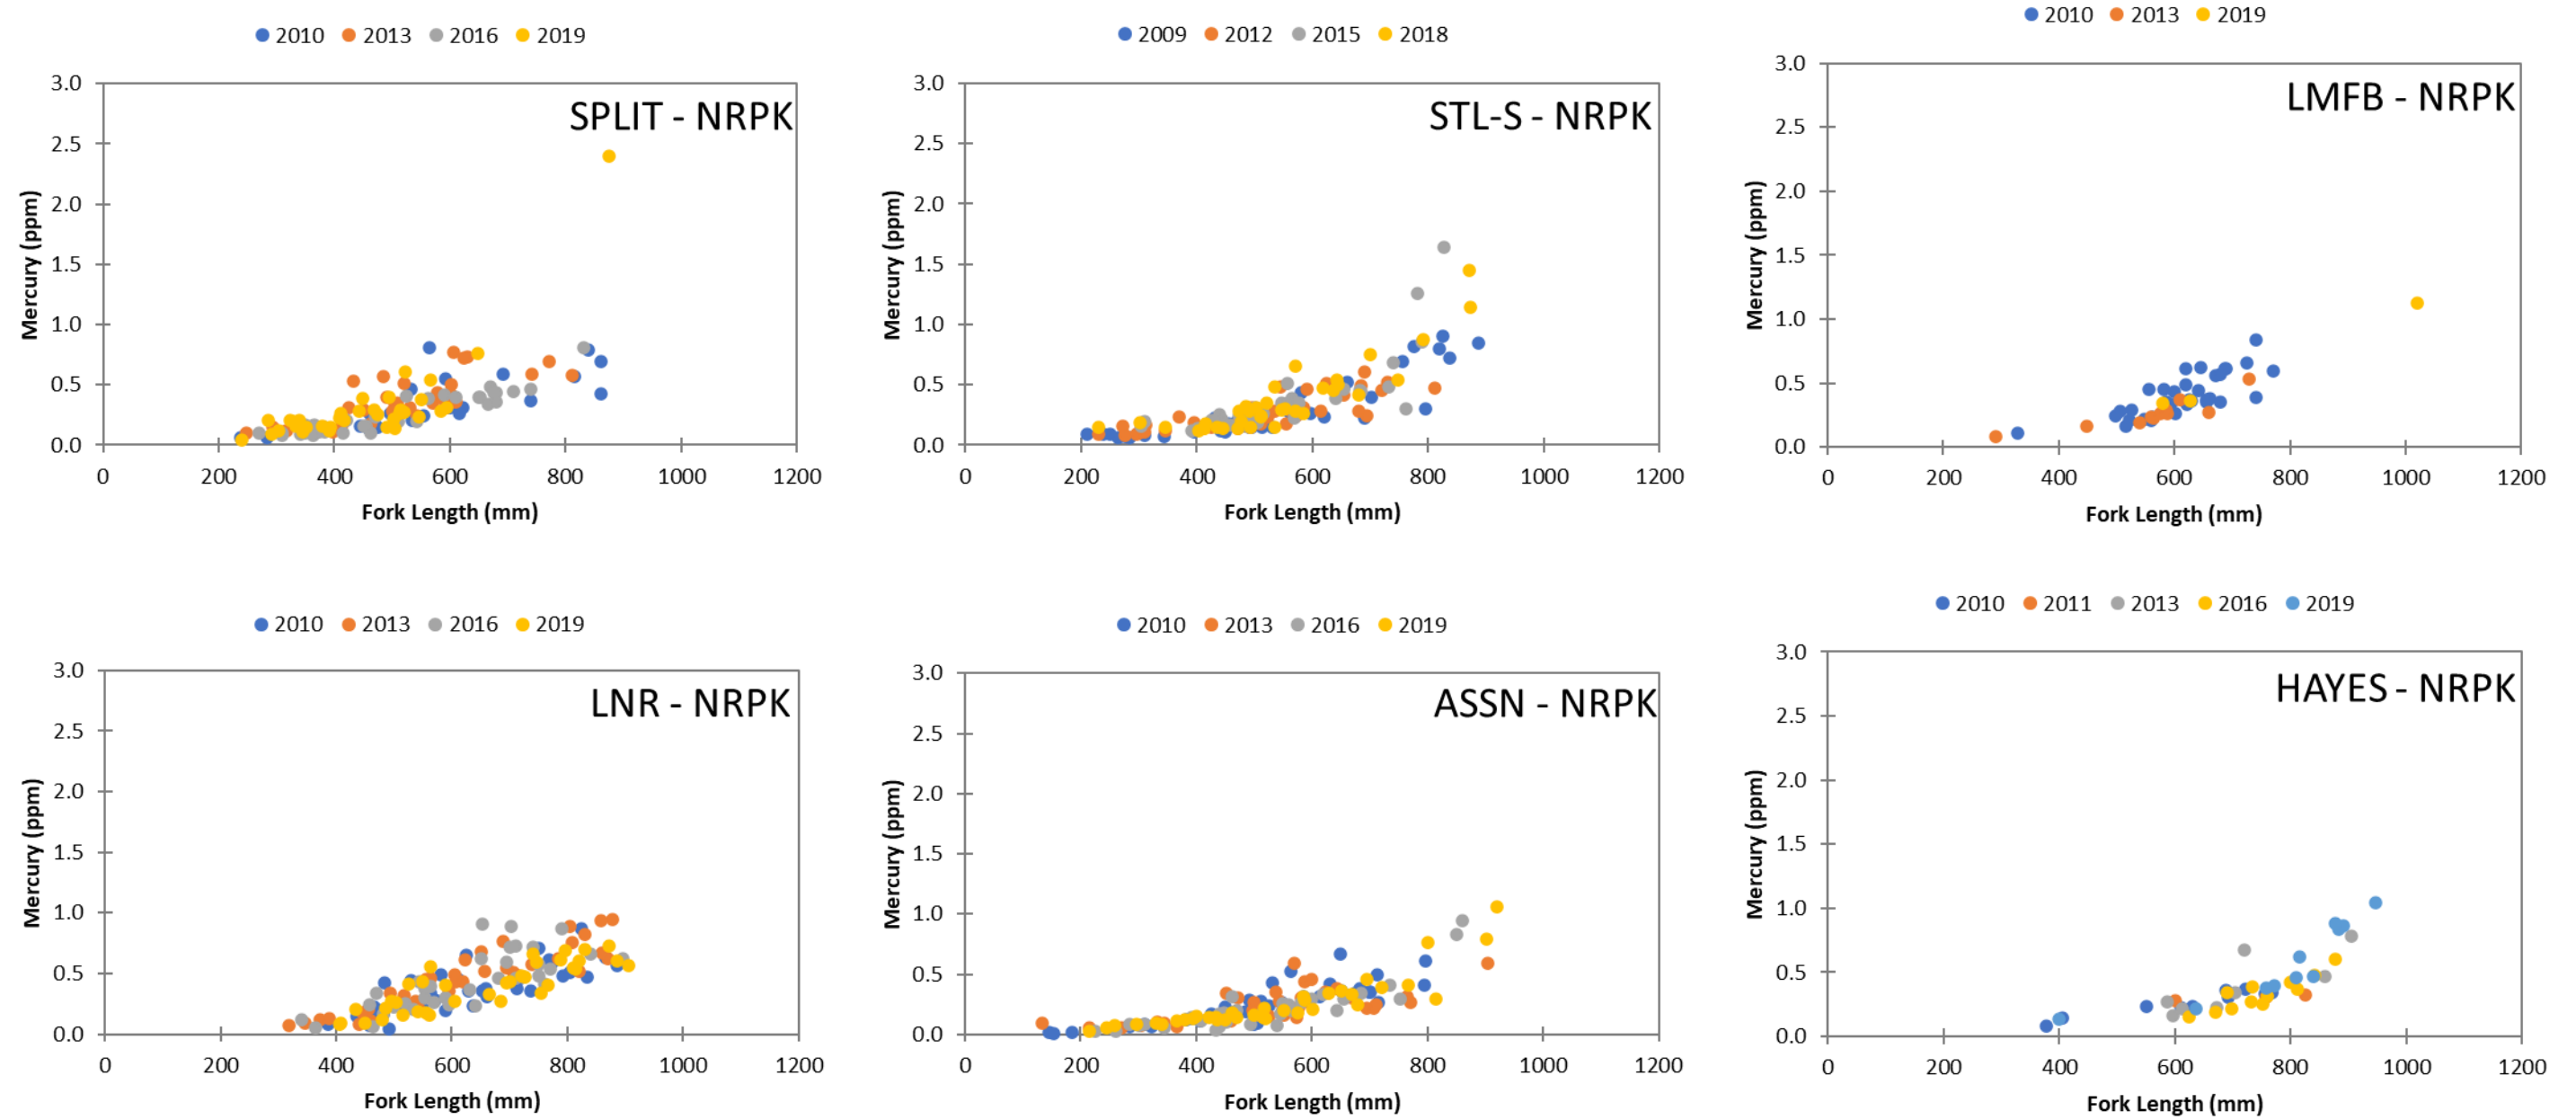 2010 2013 2016 2019
SPLIT - NRPK
Mercury (ppm)
3.0
2.5
2.0
1.5
1.0
0.5
0.0
0 200 400 600 800 1000 1200
Fork Length (mm)
2009 2012 2015 2018
STL-S - NRPK
Mercury (ppm)
3.0
2.5
2.0
1.5
1.0
0.5
0.0
0 200 400 600 800 1000 1200
Fork Length (mm)
2010 2013 2019
LMFB - NRPK
Mercury (ppm)
3.0
2.5
2.0
1.5
1.0
0.5
0.0
0 200 400 600 800 1000 1200
Fork Length (mm)
2010 2013 2016 2019
LNR - NRPK
Mercury (ppm)
3.0
2.5
2.0
1.5
1.0
0.5
0.0
0 200 400 600 800 1000 1200
Fork Length (mm)
2010 2013 2016 2019
ASSN - NRPK
Mercury (ppm)
3.0
2.5
2.0
1.5
1.0
0.5
0.0
0 200 400 600 800 1000 1200
Fork Length (mm)
2010 2011 2013 2016 2019
HAYES - NRPK
Mercury (ppm)
3.0
2.5
2.0
1.5
1.0
0.5
0.0
0 200 400 600 800 1000 1200
Fork Length (mm)